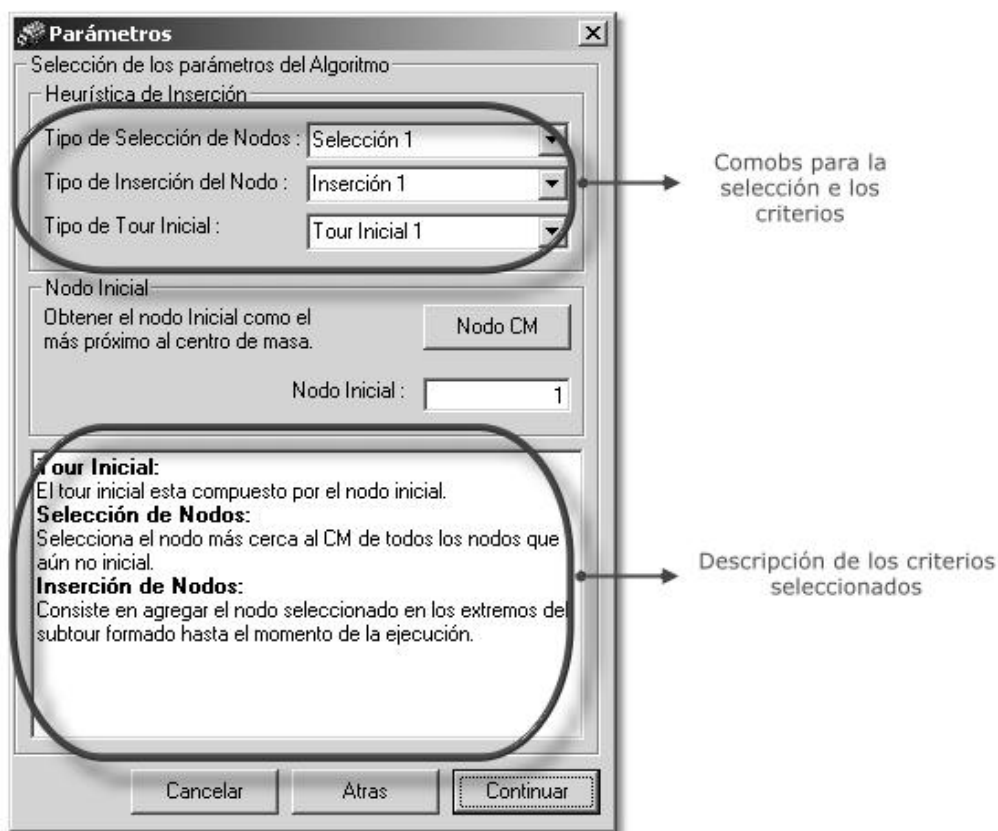 Parámetros
Selección de los parámetros del Algoritmo
Heurística de Inserción
Tipo de Selección de Nodos : Selección 1
Tipo de Inserción del Nodo : Inserción 1
Tipo de Tour Inicial : Tour Inicial 1
Comobs para la
selección e los
criterios
Nodo Inicial
Obtener el nodo Inicial como el
más próximo al centro de masa.
Nodo CM
Nodo Inicial : 1
Tour Inicial:
El tour inicial esta compuesto por el nodo inicial.
Selección de Nodos:
Selecciona el nodo más cerca al CM de todos los nodos que
aún no inicial.
Inserción de Nodos:
Consiste en agregar el nodo seleccionado en los extremos del
subtour formado hasta el momento de la ejecución.
Descripción de los criterios
seleccionados
Cancelar Atras Continuar